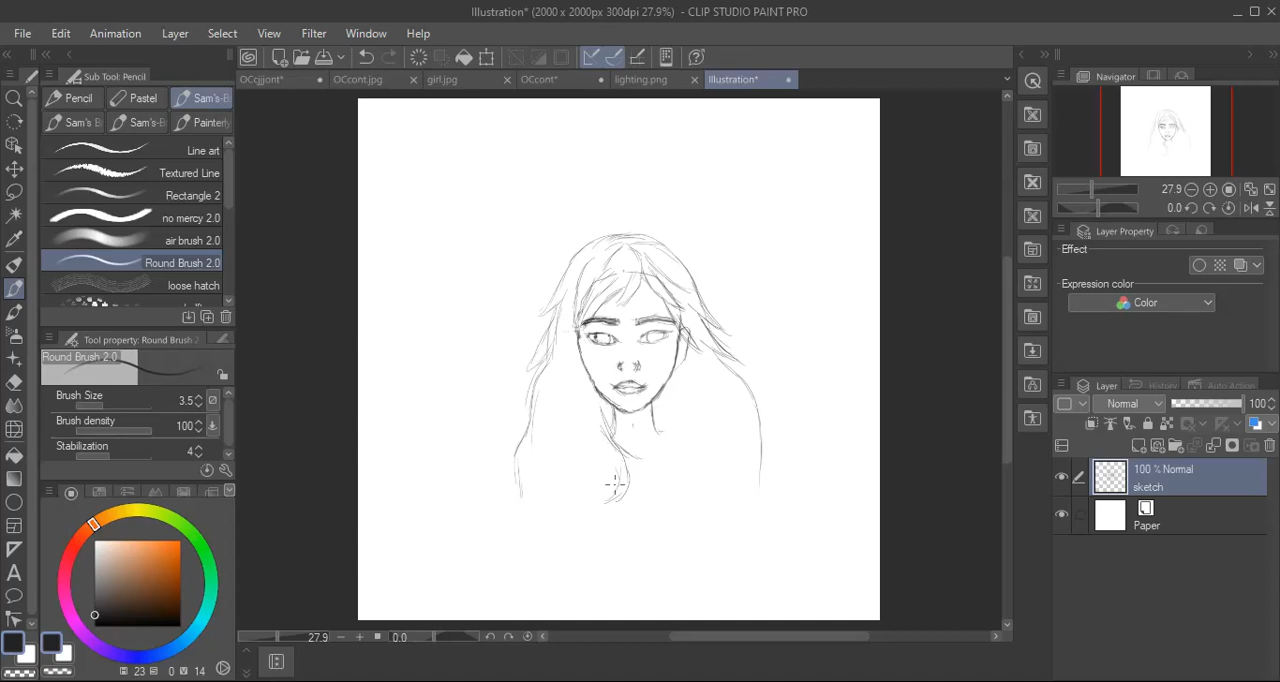 Illustration* (2000 x 2000px 300dpi 27.9%) - CLIP STUDIO PAINT PRO
File Edit Animation Layer Select View Filter Window Help
Sub Tool: Pencil
OCcjjjont* OCcont.jpg girl.jpg OCcont* lighting.png Illustration*
Navigator
Pencil Pastel Sam's-B
Sam's B Sam's-B Painterly
Line art
Textured Line
Rectangle 2
no mercy 2.0
air brush 2.0
Round Brush 2.0
loose hatch
27.9
0.0
Layer Property
Effect
Expression color
Color
Tool property: Round Brush 2
Round Brush 2.0
Brush Size 3.5
Brush density 100
Stabilization 4
Layer History Auto Action
Normal 100
100 % Normal
sketch
Paper
27.9 0.0
H 23 S 0 V 14